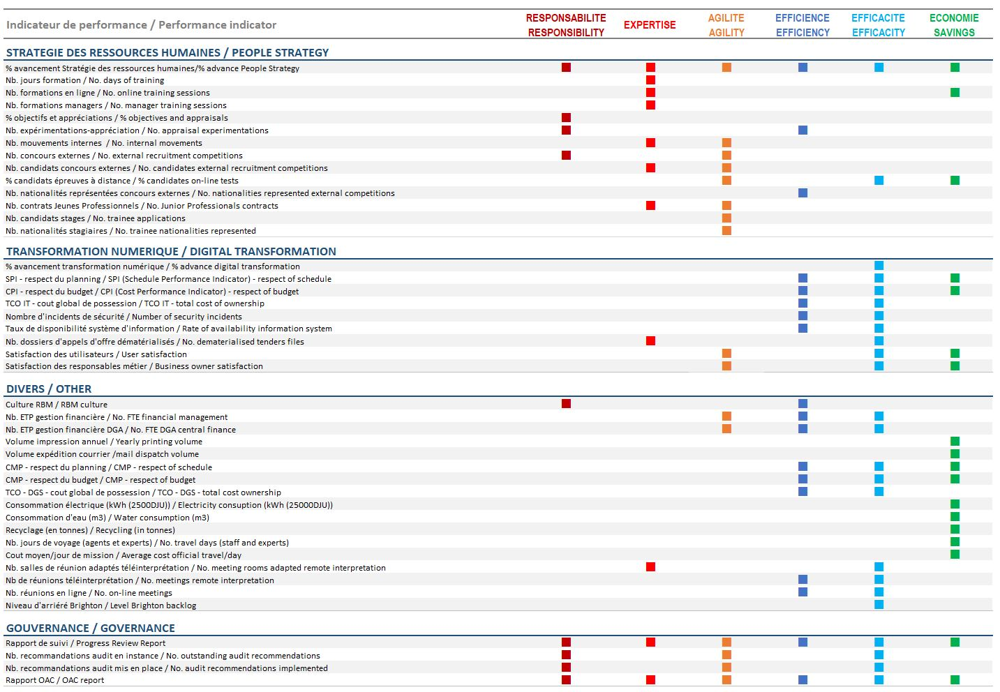 Indicateur de performance / Performance indicator
RESPONSABILITE
RESPONSIBILITY
EXPERTISE
AGILITE
AGILITY
EFFICIENCE
EFFICIENCY
EFFICACITE
EFFICACITY
ECONOMIE
SAVINGS
STRATEGIE DES RESSOURCES HUMAINES / PEOPLE STRATEGY
% avancement Stratégie des ressources humaines/% advance People Strategy
Nb. jours formation / No. days of training
Nb. formations en ligne / No. online training sessions
Nb. formations managers / No. manager training sessions
% objectifs et appréciations / % objectives and appraisals
Nb. expérimentations-appréciation / No. appraisal experimentations
Nb. mouvements internes / No. internal movements
Nb. concours externes / No. external recruitment competitions
Nb. candidats concours externes / No. candidates external recruitment competitions
% candidats épreuves à distance / % candidates on-line tests
Nb. nationalités représentées concours externes / No. nationalities represented external competitions
Nb. contrats Jeunes Professionnels / No. Junior Professionals contracts
Nb. candidats stages / No. trainee applications
Nb. nationalités stagiaires / No. trainee nationalities represented
TRANSFORMATION NUMERIQUE / DIGITAL TRANSFORMATION
% avancement transformation numérique / % advance digital transformation
SPI - respect du planning / SPI (Schedule Performance Indicator) - respect of schedule
CPI - respect du budget / CPI (Cost Performance Indicator) - respect of budget
TCO IT - cout global de possession / TCO IT - total cost of ownership
Nombre d'incidents de sécurité / Number of security incidents
Taux de disponibilité système d'information / Rate of availability information system
Nb. dossiers d'appels d'offre dématérialisés / No. dematerialised tenders files
Satisfaction des utilisateurs / User satisfaction
Satisfaction des responsables métier / Business owner satisfaction
DIVERS / OTHER
Culture RBM / RBM culture
Nb. ETP gestion financière / No. FTE financial management
Nb. ETP gestion financière DGA / No. FTE DGA central finance
Volume impression annuel / Yearly printing volume
Volume expédition courrier /mail dispatch volume
CMP - respect du planning / CMP - respect of schedule
CMP - respect du budget / CMP - respect of budget
TCO - DGS - cout global de possession / TCO - DGS - total cost ownership
Consommation électrique (kWh (2500DJU)) / Electricity consuption (kWh (25000DJU))
Consommation d'eau (m3) / Water consumption (m3)
Recyclage (en tonnes) / Recycling (in tonnes)
Nb. jours de voyage (agents et experts) / No. travel days (staff and experts)
Cout moyen/jour de mission / Average cost official travel/day
Nb. salles de réunion adaptés téléinterprétation / No. meeting rooms adapted remote interpretation
Nb de réunions téléinterprétation / No. meetings remote interpretation
Nb. réunions en ligne / No. on-line meetings
Niveau d'arriéré Brighton / Level Brighton backlog
GOUVERNANCE / GOVERNANCE
Rapport de suivi / Progress Review Report
Nb. recommandations audit en instance / No. outstanding audit recommendations
Nb. recommandations audit mis en place / No. audit recommendations implemented
Rapport OAC / OAC report